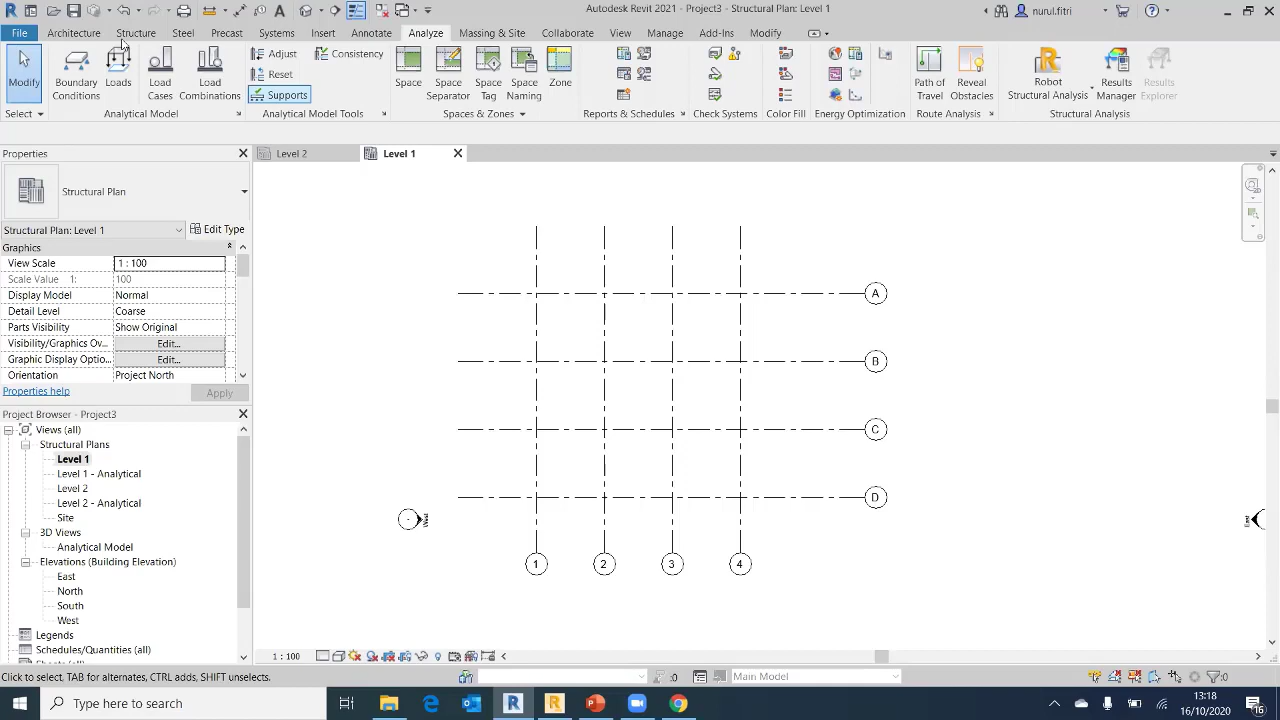 Autodesk Revit 2021 - Project3 - Structural Plan: Level 1
nurul.fitri
File Architecture Structure Steel Precast Systems Insert Annotate Analyze Massing & Site Collaborate View Manage Add-Ins Modify
Modify
Boundary Conditions
Loads
Load Cases
Load Combinations
Adjust
Reset
Supports
Consistency
Space
Space Separator
Space Tag
Space Naming
Zone
Path of Travel
Reveal Obstacles
Robot Structural Analysis
Results Manager
Results Explorer
Select Analytical Model Analytical Model Tools Spaces & Zones Reports & Schedules Check Systems Color Fill Energy Optimization Route Analysis Structural Analysis
Properties
Level 2
Level 1
Structural Plan
Structural Plan: Level 1
Edit Type
Graphics
View Scale 1 : 100
Scale Value 1: 100
Display Model Normal
Detail Level Coarse
Parts Visibility Show Original
Visibility/Graphics Ov... Edit...
Graphic Display Optio... Edit...
Orientation Project North
Properties help
Apply
Project Browser - Project3
Views (all)
Structural Plans
Level 1
Level 1 - Analytical
Level 2
Level 2 - Analytical
Site
3D Views
Analytical Model
Elevations (Building Elevation)
East
North
South
West
Legends
Schedules/Quantities (all)
A
B
C
D
West
East
1 2 3 4
1 : 100
Click to select, TAB for alternates, CTRL adds, SHIFT unselects.
:0
Main Model
:0
Type here to search
13:18
16/10/2020
16